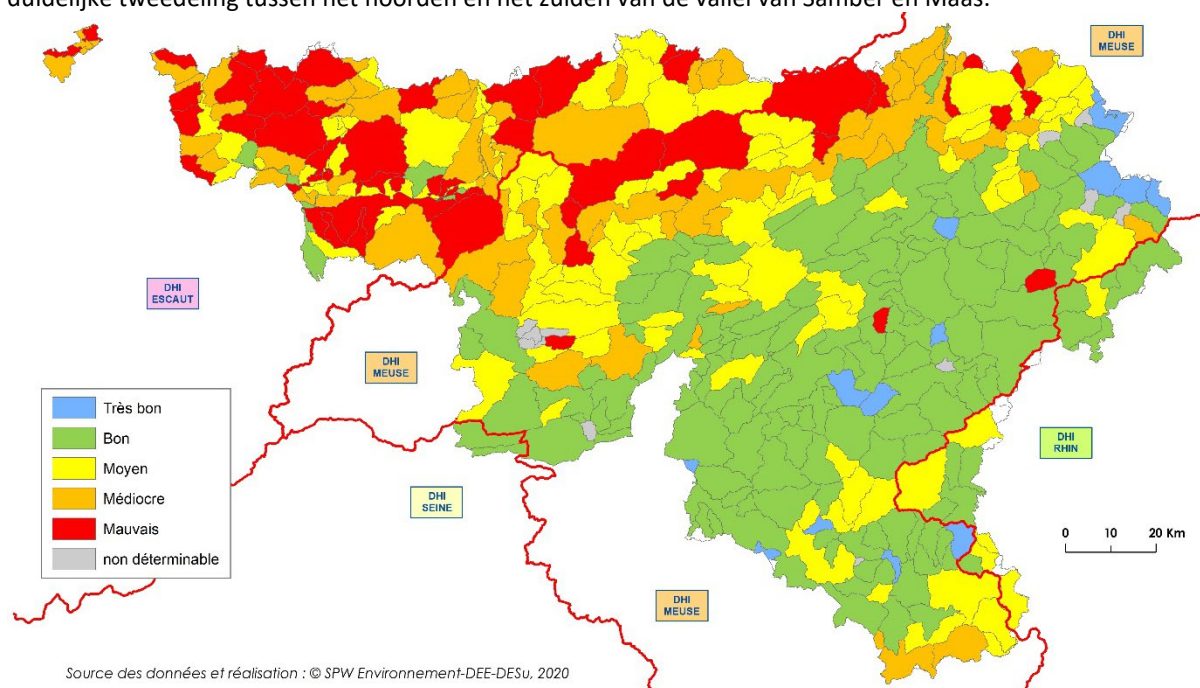 duidelijke tweedeling tussen het noorden en het zuiden van de vallei van Samber en Maas.
DHI
MEUSE
DHI
ESCAUT
DHI
MEUSE
DHI
RHIN
DHI
SEINE
DHI
MEUSE
Très bon
Bon
Moyen
Médiocre
Mauvais
non déterminable
0 10 20 Km
Source des données et réalisation : © SPW Environnement-DEE-DESu, 2020